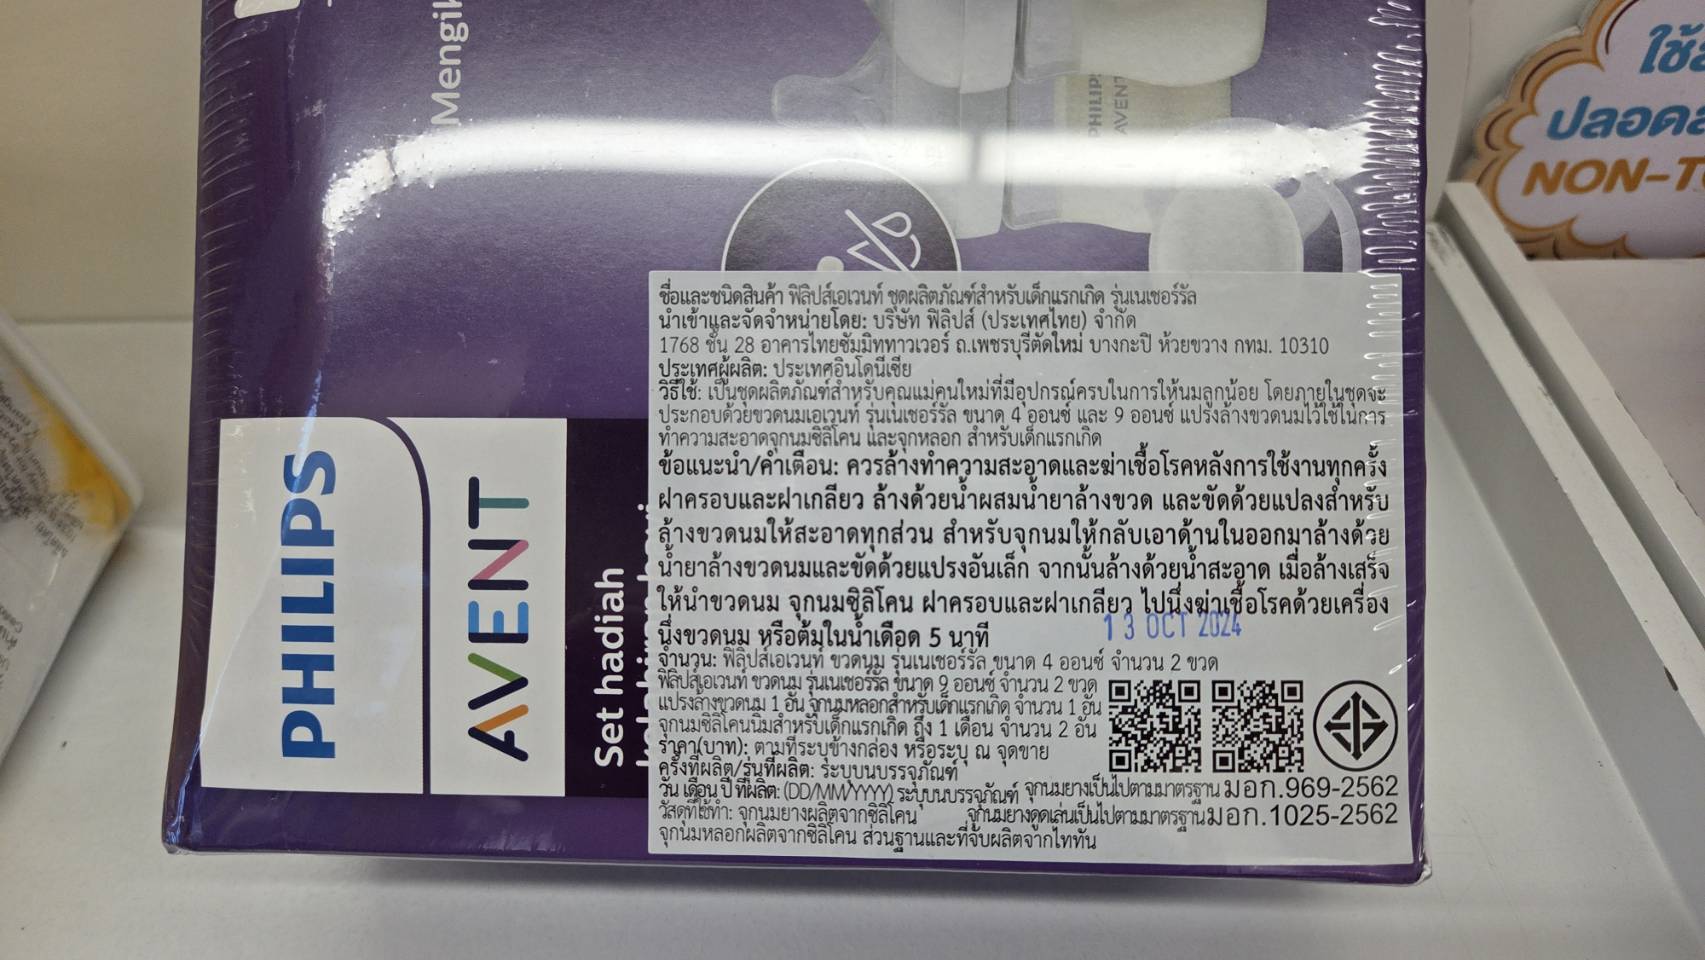 Mengik
PHILIPS
AVENT
PHILIPS
AVENT
Set hadiah
ใช้
ปลอด
NON-T
ชื่อและชนิดสินค้า ฟิลิปส์เอเวนท์ ชุดผลิตภัณฑ์สำหรับเด็กแรกเกิด รุ่นเนเชอร์รัล
นำเข้าและจัดจำหน่ายโดย: บริษัท ฟิลิปส์ (ประเทศไทย) จำกัด
1768 ชั้น 28 อาคารไทยซัมมิททาวเวอร์ ถ.เพชรบุรีตัดใหม่ บางกะปิ ห้วยขวาง กทม. 10310
ประเทศผู้ผลิต: ประเทศอินโดนีเซีย
วิธีใช้: เป็นชุดผลิตภัณฑ์สำหรับคุณแม่คนใหม่ที่มีอุปกรณ์ครบในการให้นมลูกน้อย โดยภายในชุดจะ
ประกอบด้วยขวดนมเอเวนท์ รุ่นเนเชอร์รัล ขนาด 4 ออนซ์ และ 9 ออนซ์ แปรงล้างขวดนมไว้ใช้ในการ
ทำความสะอาดจุกนมซิลิโคน และจุกหลอก สำหรับเด็กแรกเกิด
ข้อแนะนำ/คำเตือน: ควรล้างทำความสะอาดและฆ่าเชื้อโรคหลังการใช้งานทุกครั้ง
ฝาครอบและฝาเกลียว ล้างด้วยน้ำผสมน้ำยาล้างขวด และขัดด้วยแปลงสำหรับ
ล้างขวดนมให้สะอาดทุกส่วน สำหรับจุกนมให้กลับเอาด้านในออกมาล้างด้วย
น้ำยาล้างขวดนมและขัดด้วยแปรงอันเล็ก จากนั้นล้างด้วยน้ำสะอาด เมื่อล้างเสร็จ
ให้นำขวดนม จุกนมซิลิโคน ฝาครอบและฝาเกลียว ไปนึ่งฆ่าเชื้อโรคด้วยเครื่อง
นึ่งขวดนม หรือต้มในน้ำเดือด 5 นาที
13 OCT 2024
จำนวน: ฟิลิปส์เอเวนท์ ขวดนม รุ่นเนเชอร์รัล ขนาด 4 ออนซ์ จำนวน 2 ขวด
ฟิลิปส์เอเวนท์ ขวดนม รุ่นเนเชอร์รัล ขนาด 9 ออนซ์ จำนวน 2 ขวด
แปรงล้างขวดนม 1 อัน จุกนมหลอกสำหรับเด็กแรกเกิด จำนวน 1 อัน
จุกนมซิลิโคนนิ่มสำหรับเด็กแรกเกิด ถึง 1 เดือน จำนวน 2 อัน
ราคา(บาท): ตามที่ระบุข้างกล่อง หรือระบุ ณ จุดขาย
ครั้งที่ผลิต/รุ่นที่ผลิต: ระบุบนบรรจุภัณฑ์
วัน เดือน ปี ที่ผลิต: (DD/MM/YYYY) ระบุบนบรรจุภัณฑ์ จุกนมยางเป็นไปตามมาตรฐาน มอก.969-2562
วัสดุที่ใช้ทำ: จุกนมยางผลิตจากซิลิโคน จุกนมยางดูดเล่นเป็นไปตามมาตรฐาน มอก.1025-2562
จุกนมหลอกผลิตจากซิลิโคน ส่วนฐานและที่จับผลิตจากไททัน